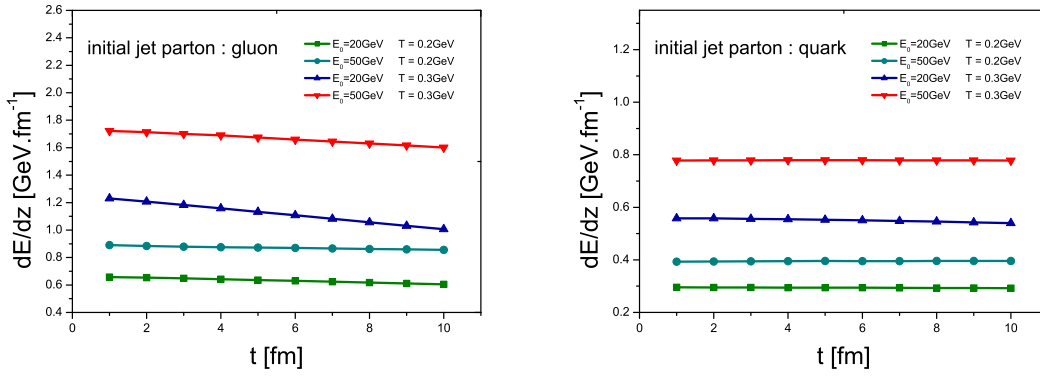 initial jet parton : gluon
E₀=20GeV T = 0.2GeV
E₀=50GeV T = 0.2GeV
E₀=20GeV T = 0.3GeV
E₀=50GeV T = 0.3GeV
dE/dz [GeV.fm⁻¹]
2.6
2.4
2.2
2.0
1.8
1.6
1.4
1.2
1.0
0.8
0.6
0.4
0 2 4 6 8 10
t [fm]
initial jet parton : quark
E₀=20GeV T = 0.2GeV
E₀=50GeV T = 0.2GeV
E₀=20GeV T = 0.3GeV
E₀=50GeV T = 0.3GeV
dE/dz [GeV.fm⁻¹]
1.2
1.0
0.8
0.6
0.4
0.2
0 2 4 6 8 10
t [fm]